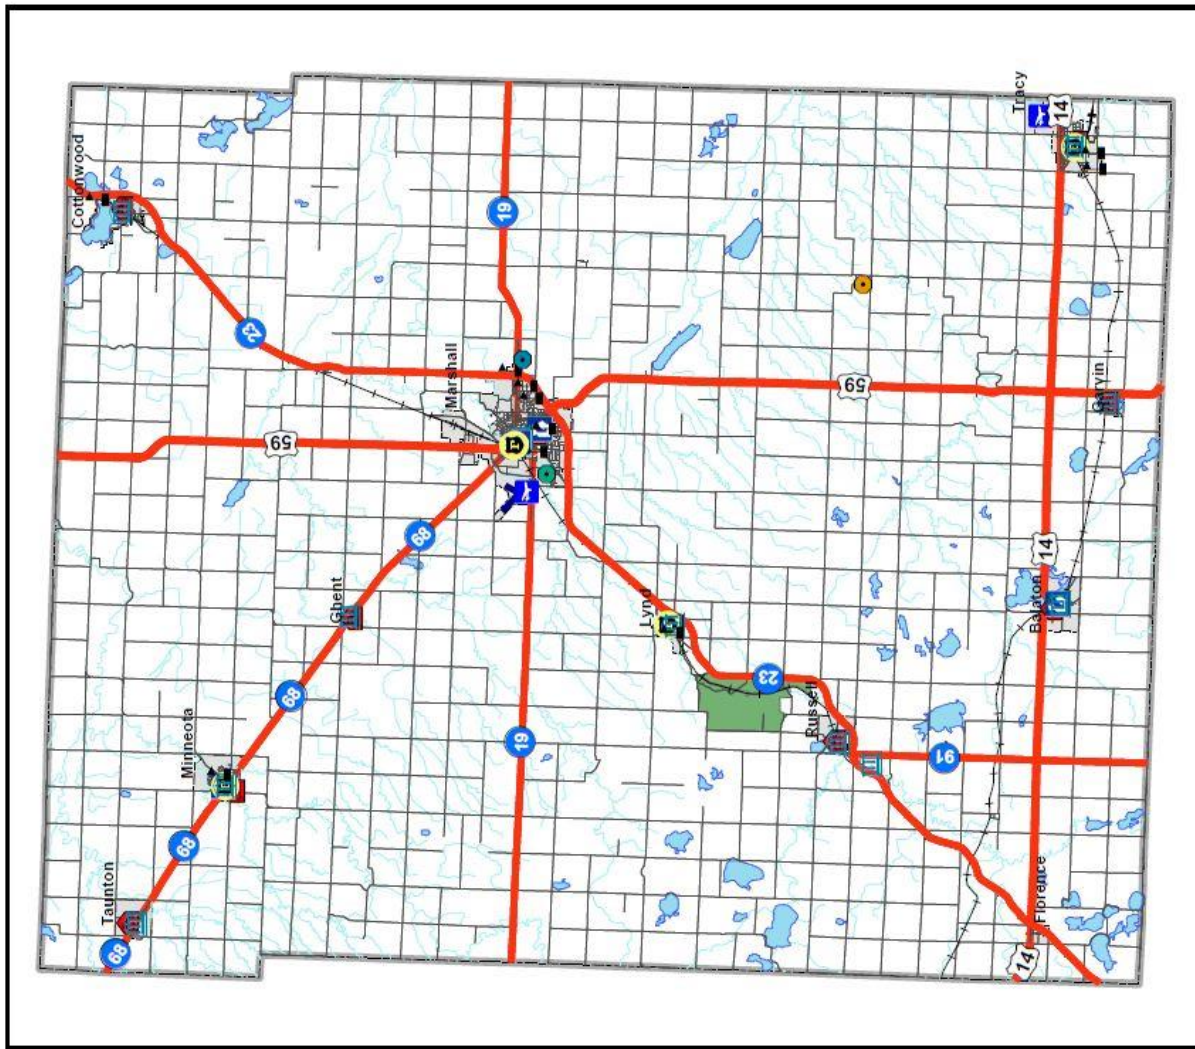 Tracy
14
Cottonwood
19
23
Marshall
59
59
Garvin
68
14
Ghent
Balaton
Lynd
68
23
Russell
Minneota
19
91
68
Taunton
Florence
68
14